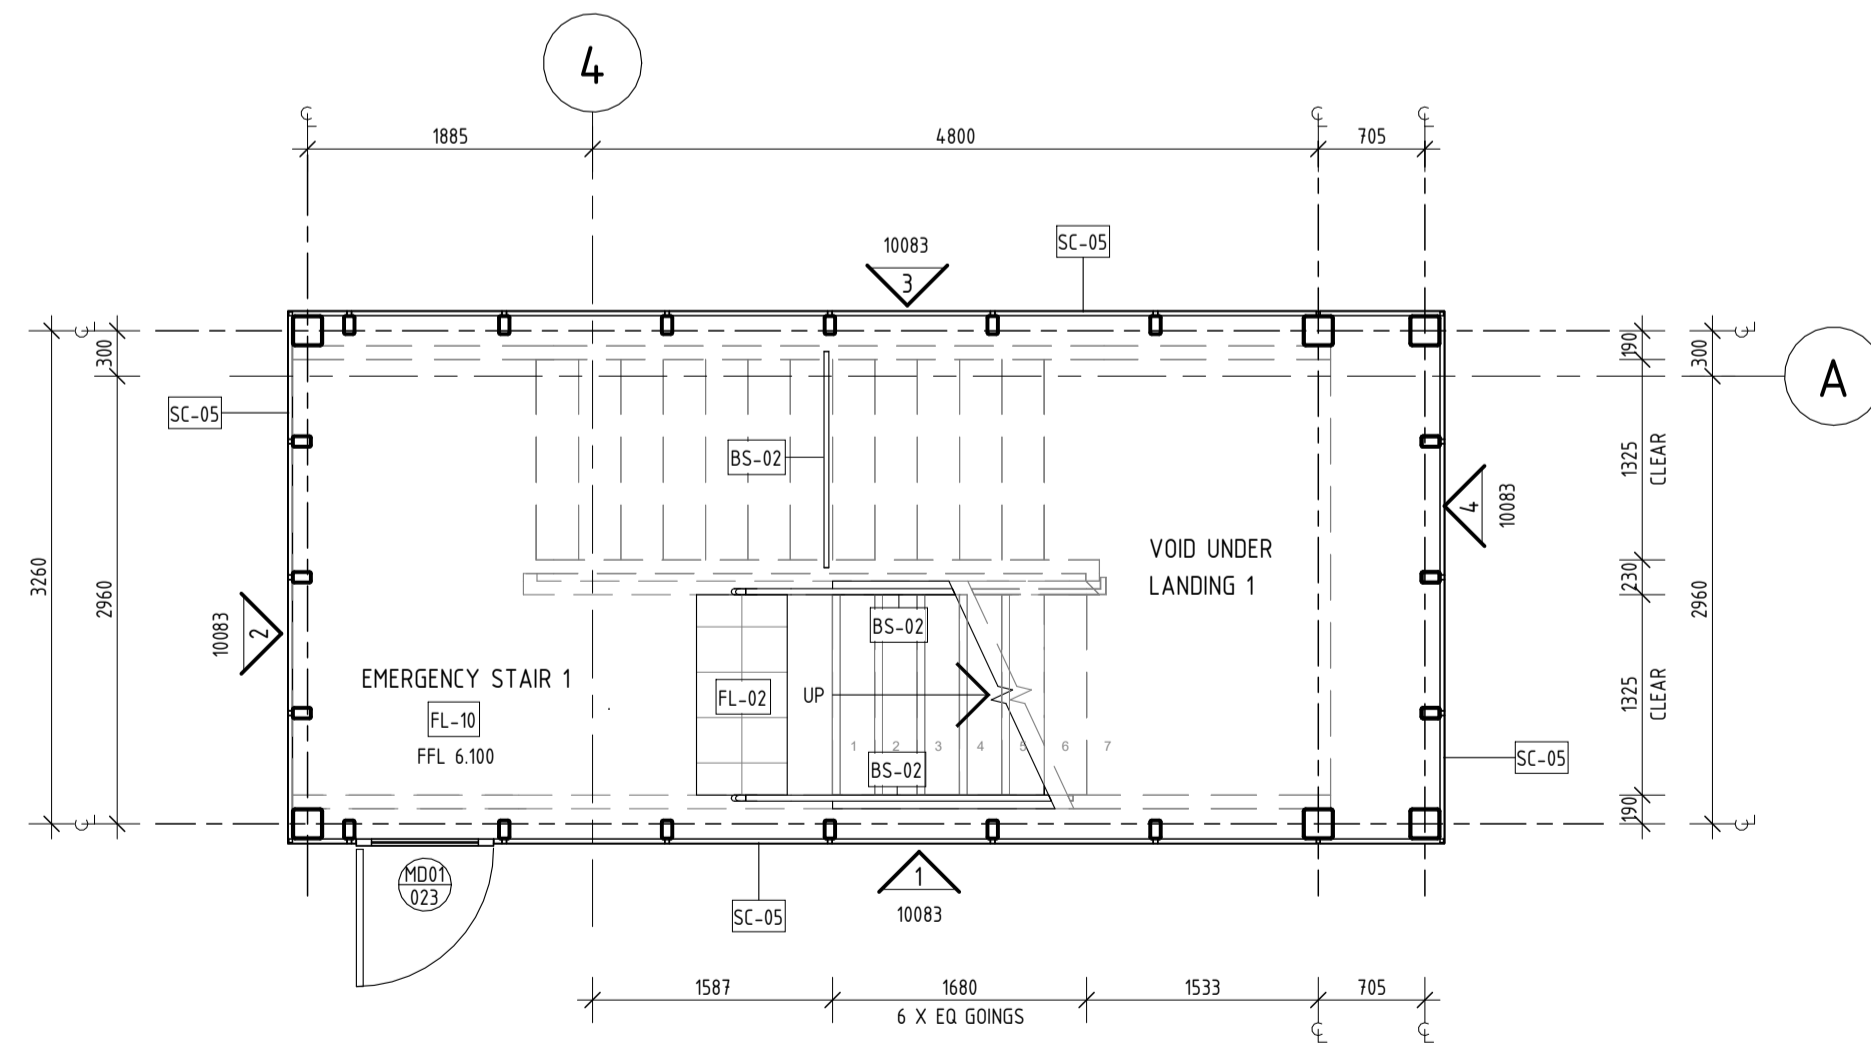 4
1885
4800
705
10083
3
SC-05
A
300
190
300
SC-05
BS-02
1325
CLEAR
4
10083
VOID UNDER
LANDING 1
3260
2960
230
2960
10083
2
BS-02
EMERGENCY STAIR 1
FL-10
FFL 6.100
FL-02
UP
1325
CLEAR
1 2 3 4 5 6 7
BS-02
SC-05
190
MD01
023
1
10083
SC-05
1587
1680
1533
705
6 X EQ GOINGS